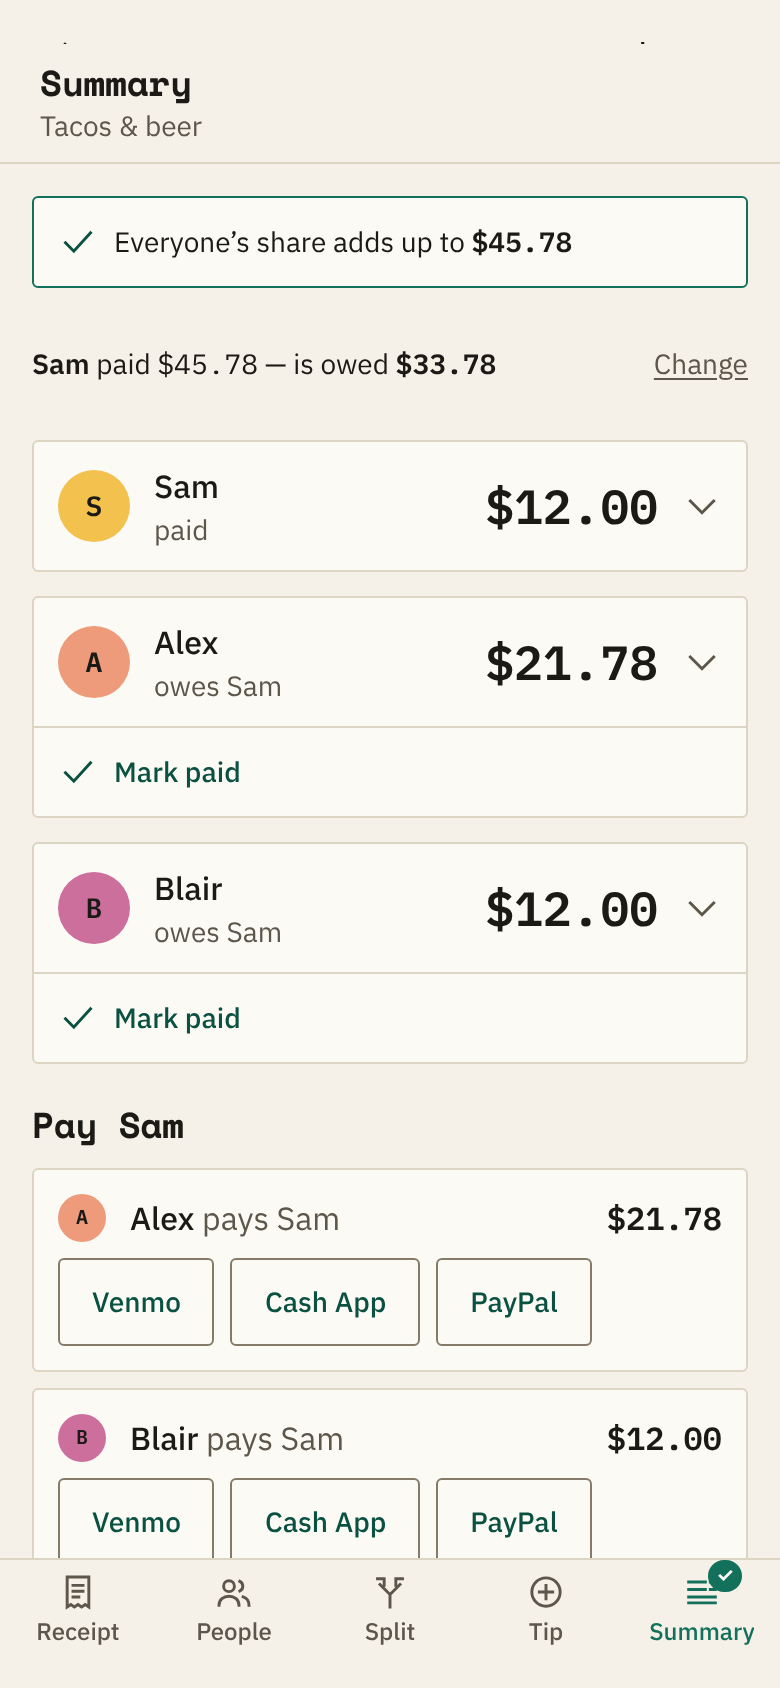 Summary
Tacos & beer
Everyone’s share adds up to $45.78
Sam paid $45.78 — is owed $33.78
Change
S
Sam
paid
$12.00
A
Alex
owes Sam
$21.78
Mark paid
B
Blair
owes Sam
$12.00
Mark paid
Pay Sam
A
Alex pays Sam
$21.78
Venmo
Cash App
PayPal
B
Blair pays Sam
$12.00
Venmo
Cash App
PayPal
Receipt
People
Split
Tip
Summary